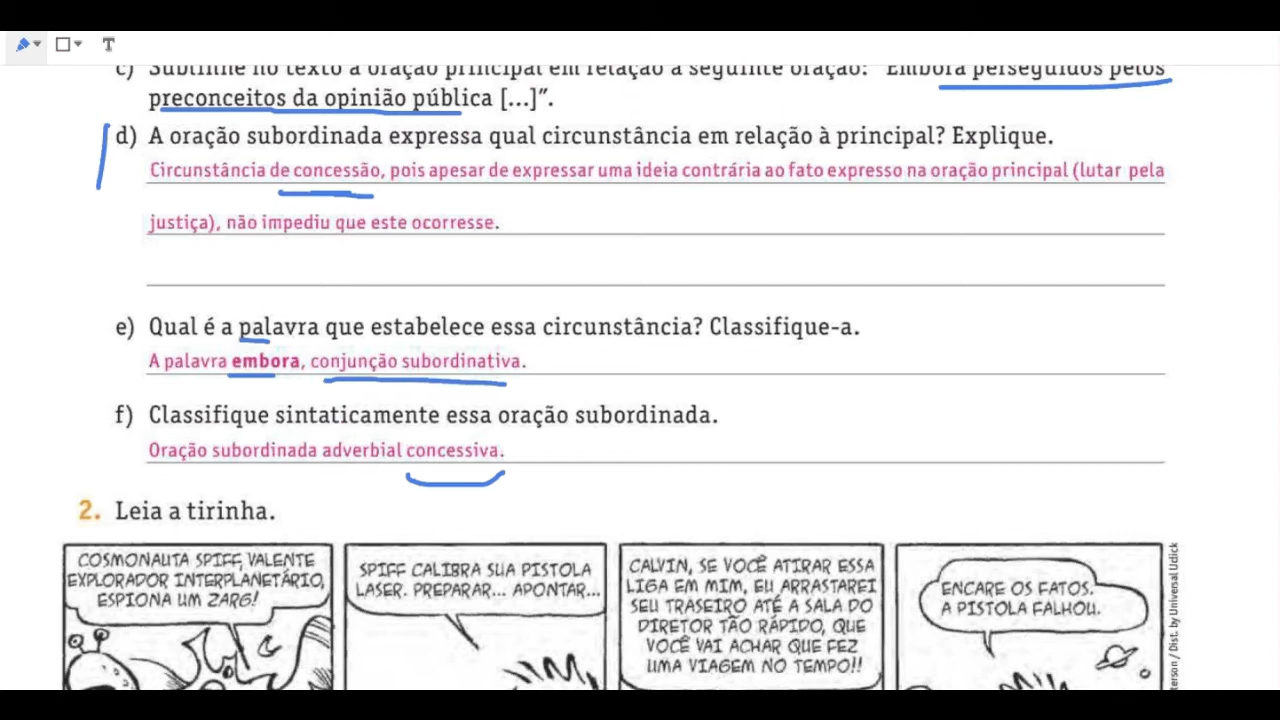 T
c) Sublinhe no texto a oração principal em relação à seguinte oração: “Embora perseguidos pelos
preconceitos da opinião pública [...]”.
d) A oração subordinada expressa qual circunstância em relação à principal? Explique.
Circunstância de concessão, pois apesar de expressar uma ideia contrária ao fato expresso na oração principal (lutar pela
justiça), não impediu que este ocorresse.
e) Qual é a palavra que estabelece essa circunstância? Classifique-a.
A palavra embora, conjunção subordinativa.
f) Classifique sintaticamente essa oração subordinada.
Oração subordinada adverbial concessiva.
2. Leia a tirinha.
COSMONAUTA SPIFF, VALENTE
EXPLORADOR INTERPLANETÁRIO,
ESPIONA UM ZARG!
SPIFF CALIBRA SUA PISTOLA
LASER. PREPARAR... APONTAR...
CALVIN, SE VOCÊ ATIRAR ESSA
LIGA EM MIM, EU ARRASTAREI
SEU TRASEIRO ATÉ A SALA DO
DIRETOR TÃO RÁPIDO, QUE
VOCÊ VAI ACHAR QUE FEZ
UMA VIAGEM NO TEMPO!!
ENCARE OS FATOS.
A PISTOLA FALHOU.
terson / Dist. by Universal Uclick